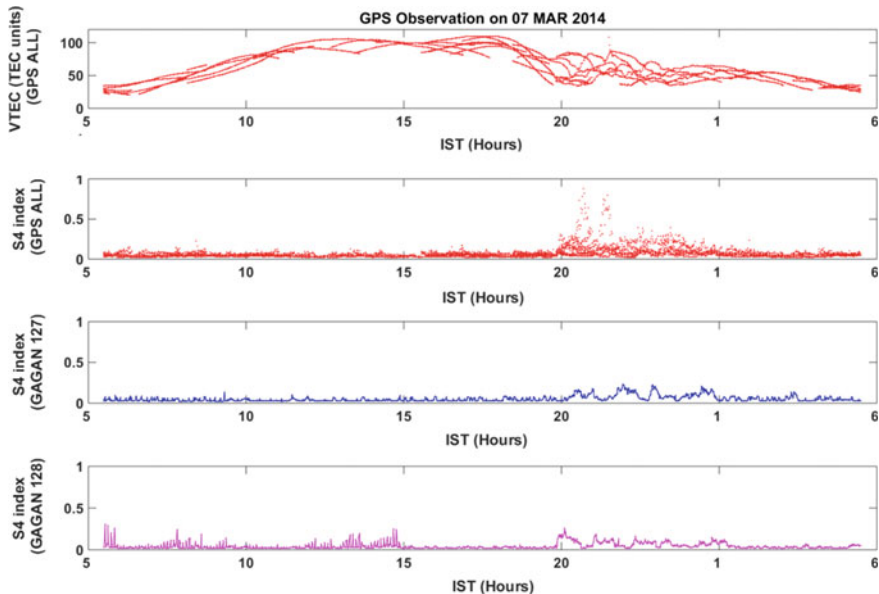 GPS Observation on 07 MAR 2014
VTEC (TEC units)
(GPS ALL)
100
50
0
5 10 15 20 1 6
IST (Hours)
S4 index
(GPS ALL)
1
0.5
0
5 10 15 20 1 6
IST (Hours)
S4 index
(GAGAN 127)
1
0.5
0
5 10 15 20 1 6
IST (Hours)
S4 index
(GAGAN 128)
1
0.5
0
5 10 15 20 1 6
IST (Hours)